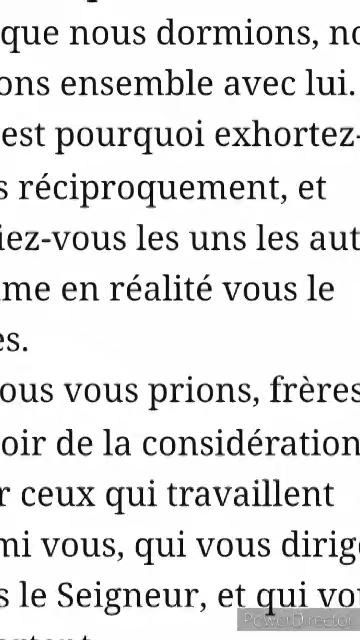 que nous dormions, no
ons ensemble avec lui.
est pourquoi exhortez-
s réciproquement, et
iez-vous les uns les aut
me en réalité vous le
es.
ous vous prions, frères
oir de la considération
r ceux qui travaillent
mi vous, qui vous dirig
s le Seigneur, et qui vou
PowerDirector